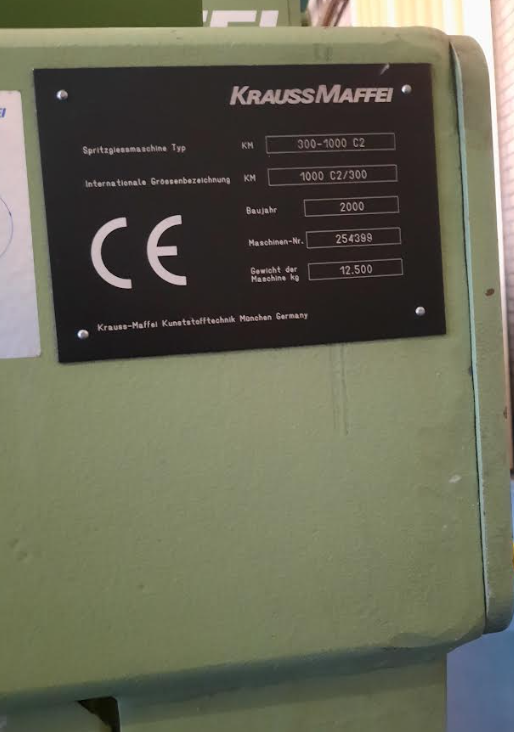 KRAUSSMAFFEI
Spritzgiessmaschine Typ KM 300-1000 C2
Internationale Grössenbezeichnung KM 1000 C2/300
Baujahr 2000
Maschinen-Nr. 254399
Gewicht der
Maschine kg 12.500
CE
Krauss-Maffei Kunststofftechnik München Germany